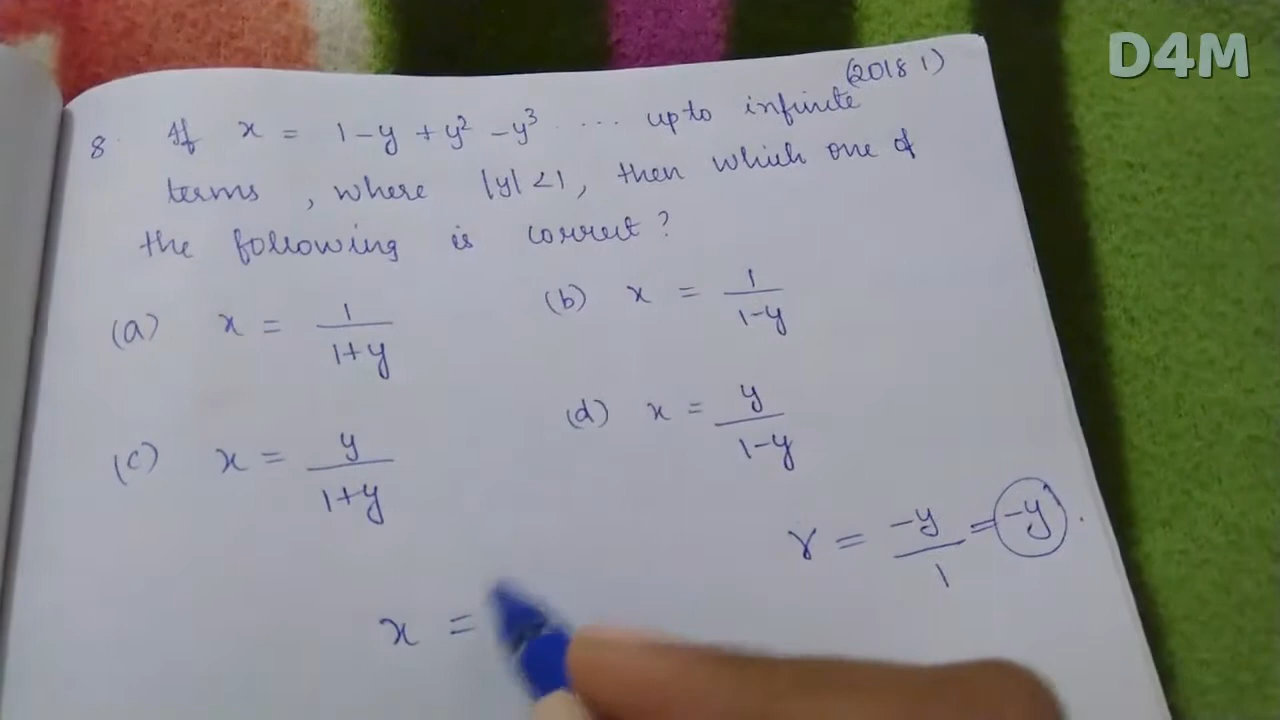 D4M
(2018 1)
8. If x = 1 - y + y² - y³ ... upto infinite
terms, where |y| < 1, then which one of
the following is correct?
(a) x = 1/(1+y) (b) x = 1/(1-y)
(c) x = y/(1+y) (d) x = y/(1-y)
r = -y/1 = -y.
x =